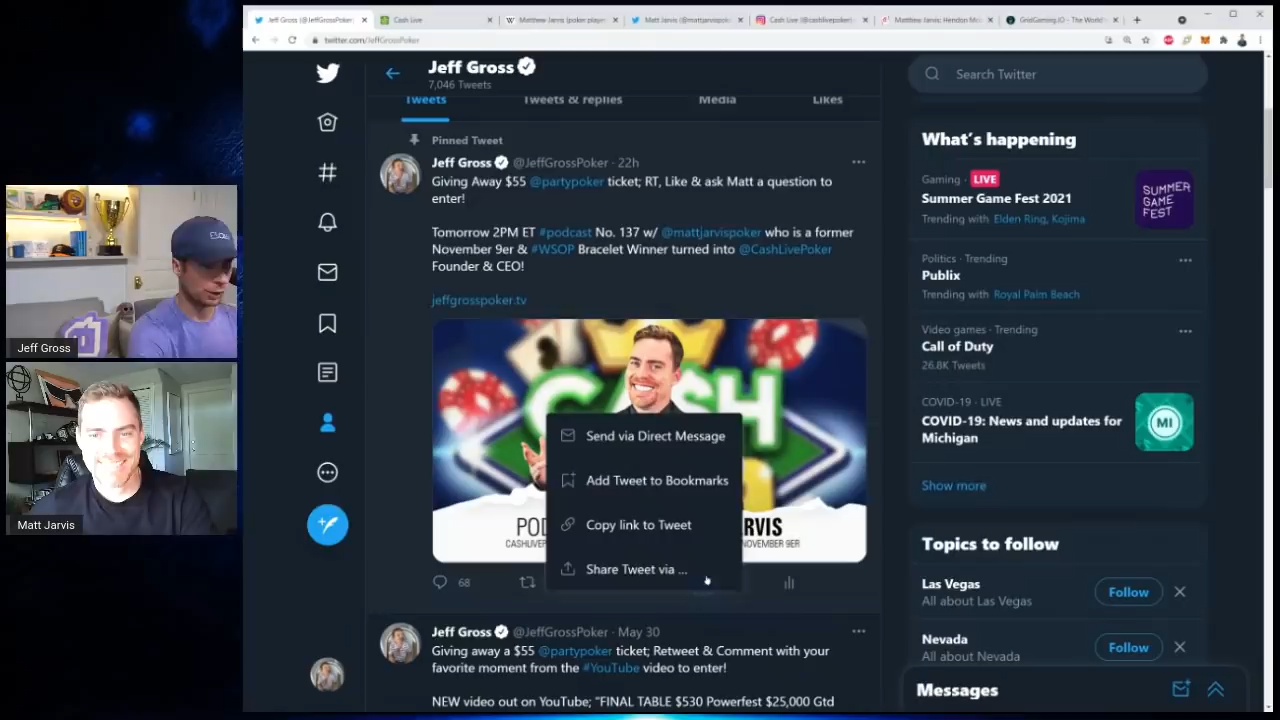 Jeff Gross (@JeffGrossPoker)
Cash Live
Matthew Jarvis (poker player
Matt Jarvis (@mattjarvispok
Cash Live (@cashlivepoker)
Matthew Jarvis: Hendon Mo
GridGaming.IO - The World
twitter.com/JeffGrossPoker
Jeff Gross
7,046 Tweets
Search Twitter
Tweets
Tweets & replies
Media
Likes
Pinned Tweet
Jeff Gross @JeffGrossPoker · 22h
Giving Away $55 @partypoker ticket; RT, Like & ask Matt a question to
enter!
Tomorrow 2PM ET #podcast No. 137 w/ @mattjarvispoker who is a former
November 9er & #WSOP Bracelet Winner turned into @CashLivePoker
Founder & CEO!
jeffgrosspoker.tv
CASH
Send via Direct Message
Add Tweet to Bookmarks
Copy link to Tweet
Share Tweet via ...
POD
JARVIS
CASHLIVE
NOVEMBER 9ER
68
Jeff Gross @JeffGrossPoker · May 30
Giving away a $55 @partypoker ticket; Retweet & Comment with your
favorite moment from the #YouTube video to enter!
NEW video out on YouTube; "FINAL TABLE $530 Powerfest $25,000 Gtd
What's happening
Gaming · LIVE
Summer Game Fest 2021
Trending with Elden Ring, Kojima
SUMMER
GAME
FEST
Politics · Trending
Publix
Trending with Royal Palm Beach
Video games · Trending
Call of Duty
26.8K Tweets
COVID-19 · LIVE
COVID-19: News and updates for
Michigan
MI
Show more
Topics to follow
Las Vegas
All about Las Vegas
Follow
Nevada
All about Nevada
Follow
Messages
Jeff Gross
Matt Jarvis